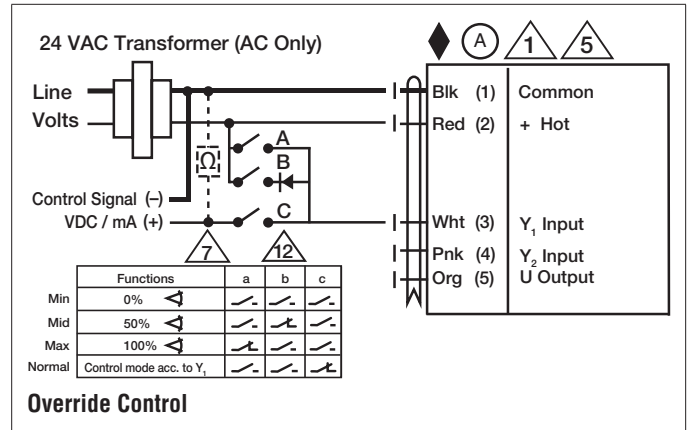 24 VAC Transformer (AC Only)
A 1 5
Line
Volts
Blk (1) Common
Red (2) + Hot
A
B
C
Ω
Control Signal (–)
VDC / mA (+)
Wht (3) Y₁ Input
Pnk (4) Y₂ Input
Org (5) U Output
7 12
Functions a b c
Min 0%
Mid 50%
Max 100%
Normal Control mode acc. to Y₁
Override Control